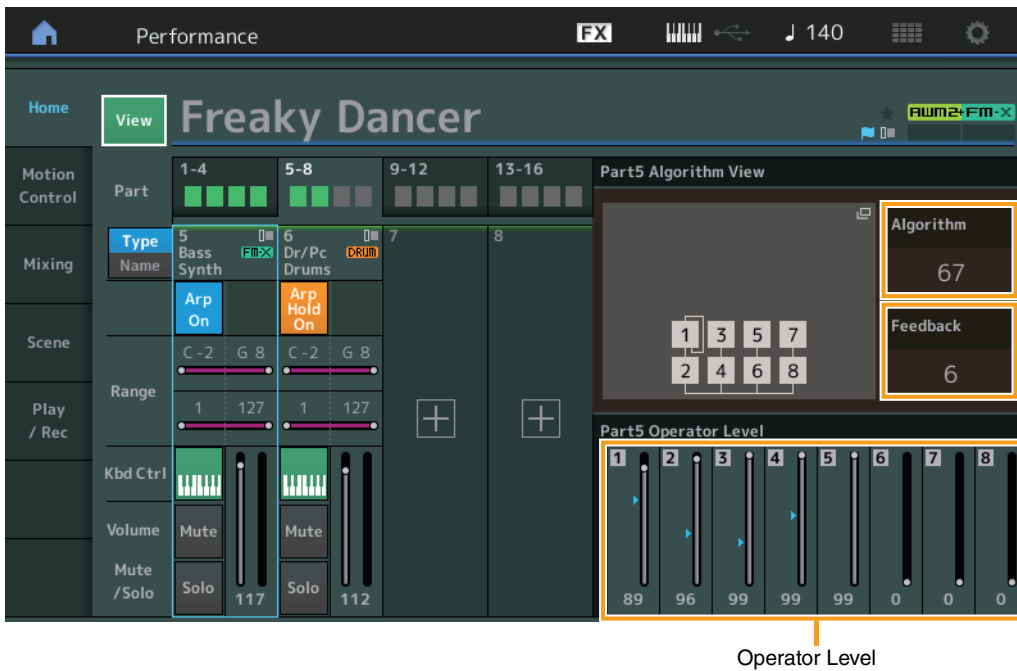 Performance
FX
140
Home
View
Freaky Dancer
AWM2+FM-X
Motion
Control
Part
1-4
5-8
9-12
13-16
Part5 Algorithm View
Type
Name
5
Bass
Synth
FM-X
6
Dr/Pc
Drums
DRUM
7
8
Algorithm
67
Mixing
Arp
On
Arp
Hold
On
Scene
C -2
G 8
C -2
G 8
1 3 5 7
2 4 6 8
Feedback
6
Range
Play
/ Rec
1
127
1
127
Part5 Operator Level
1 2 3 4 5 6 7 8
Kbd Ctrl
Volume
Mute
Mute
Mute
/Solo
Solo
117
Solo
112
89 96 99 99 99 0 0 0
Operator Level